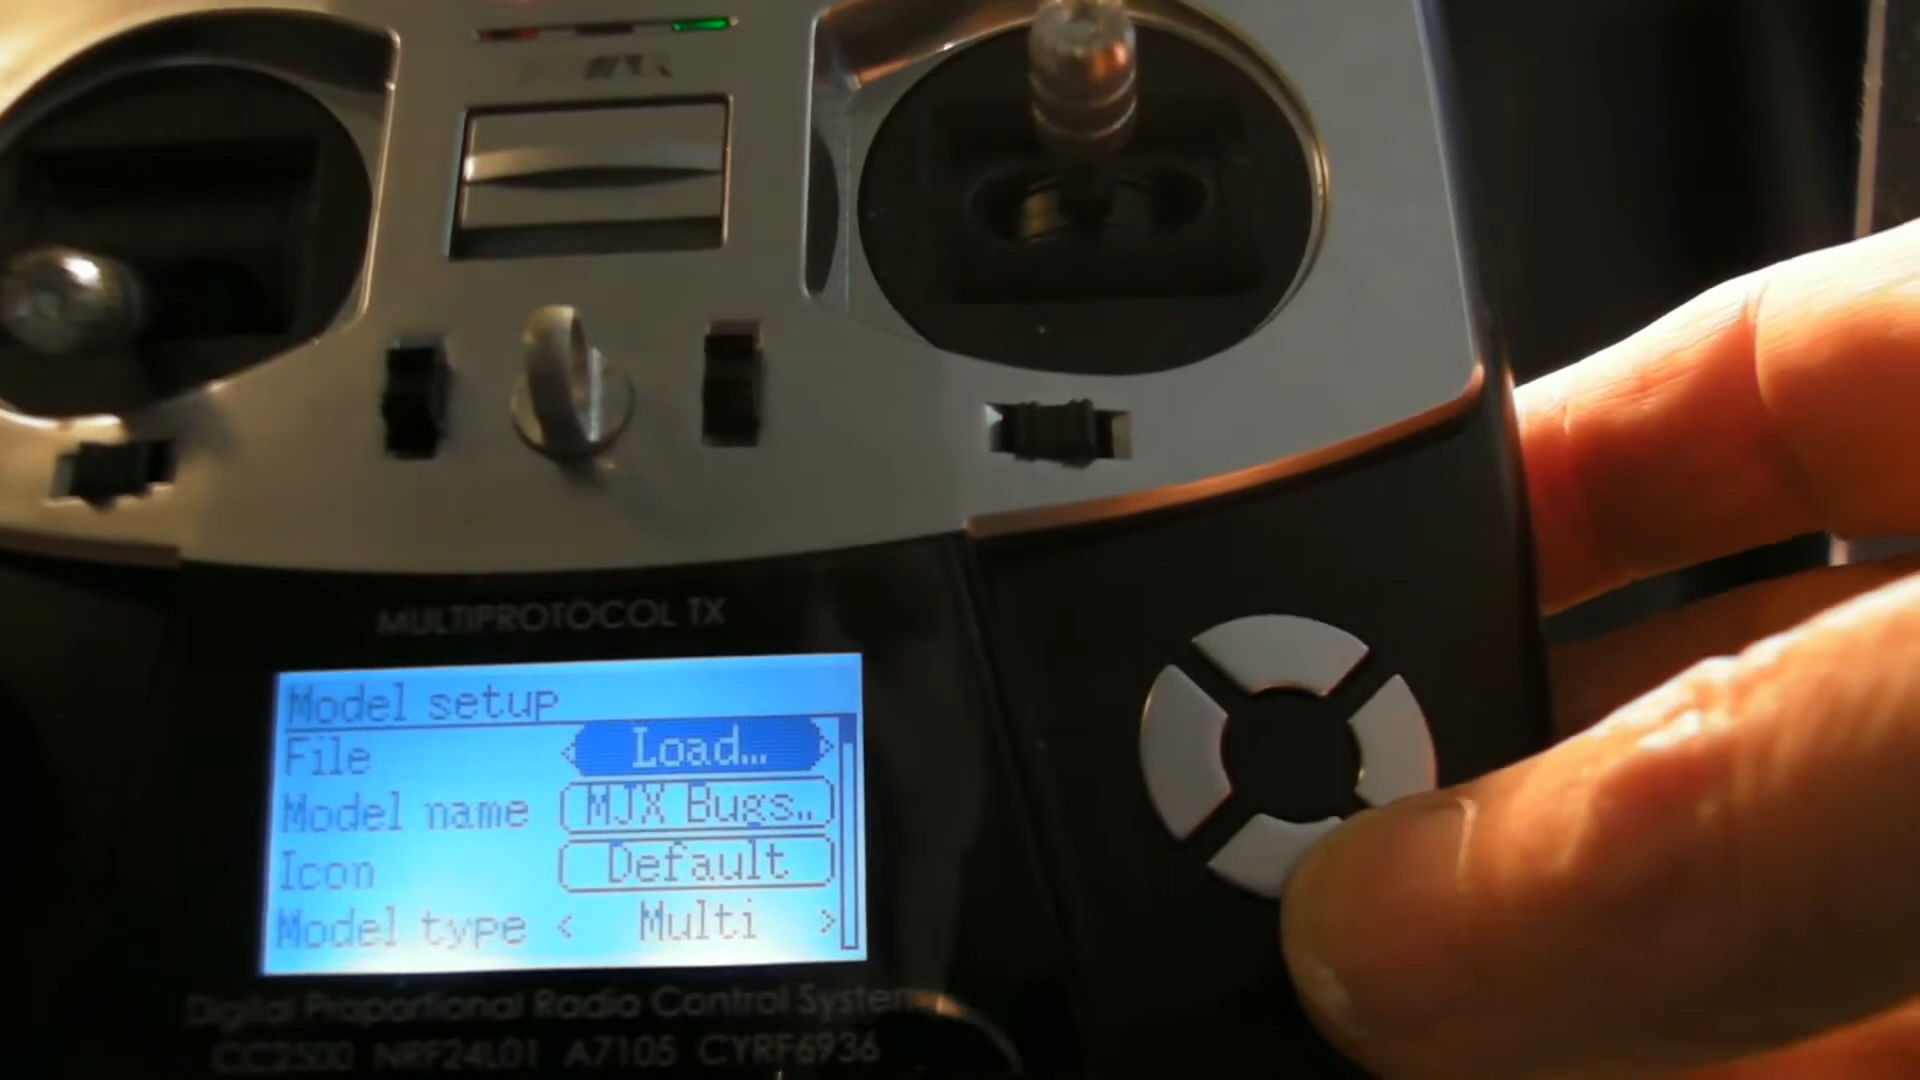 MULTIPROTOCOL TX
Model setup
File < Load... >
Model name MJX Bugs..
Icon Default
Model type < Multi >
Digital Proportional Radio Control System
CC2500 NRF24L01 A7105 CYRF6936